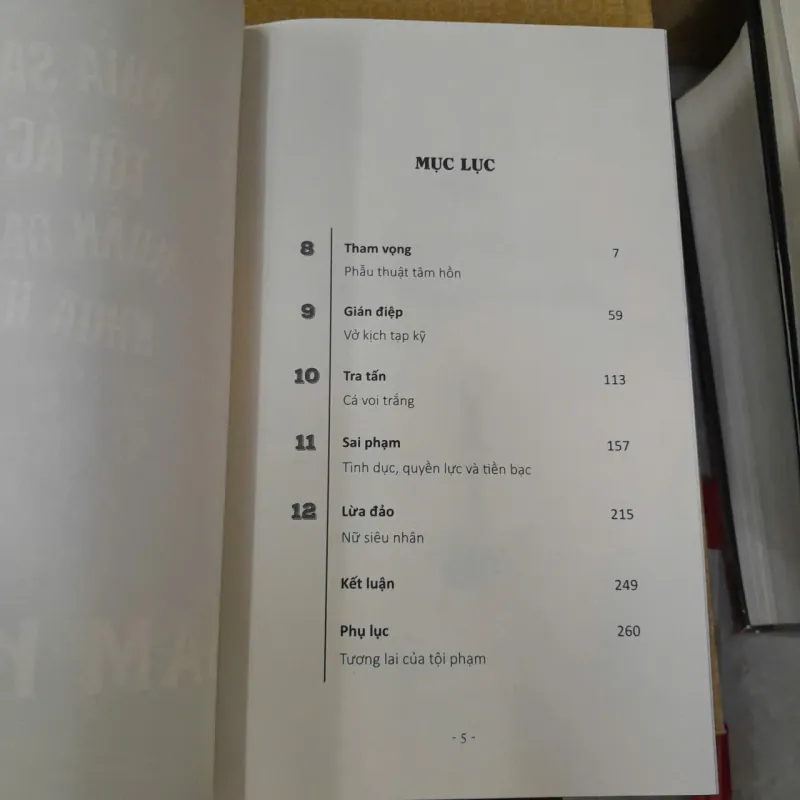 MỤC LỤC
8 Tham vọng 7
Phẫu thuật tâm hồn
9 Gián điệp 59
Vở kịch tạp kỹ
10 Tra tấn 113
Cá voi trắng
11 Sai phạm 157
Tình dục, quyền lực và tiền bạc
12 Lừa đảo 215
Nữ siêu nhân
Kết luận 249
Phụ lục 260
Tương lai của tội phạm
- 5 -